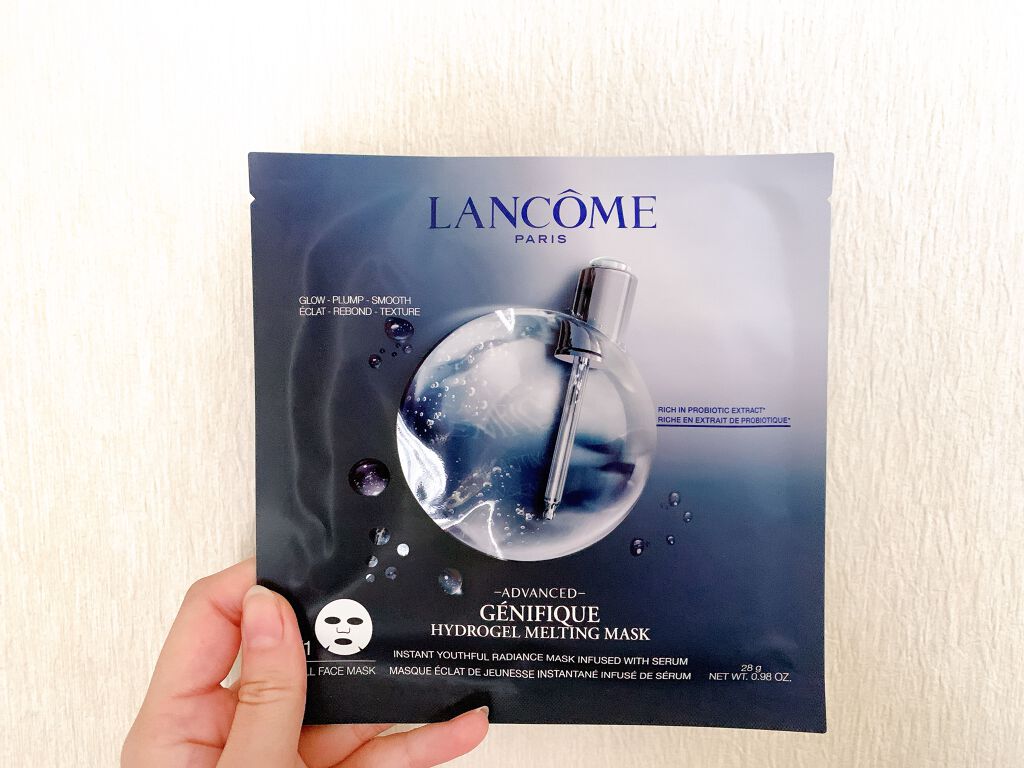 LANCÔME
PARIS
GLOW - PLUMP - SMOOTH
ÉCLAT - REBOND - TEXTURE
RICH IN PROBIOTIC EXTRACT*
RICHE EN EXTRAIT DE PROBIOTIQUE*
-ADVANCED-
GÉNIFIQUE
HYDROGEL MELTING MASK
1
LL FACE MASK
INSTANT YOUTHFUL RADIANCE MASK INFUSED WITH SERUM
MASQUE ÉCLAT DE JEUNESSE INSTANTANÉ INFUSÉ DE SÉRUM
28 g
NET WT. 0.98 OZ.